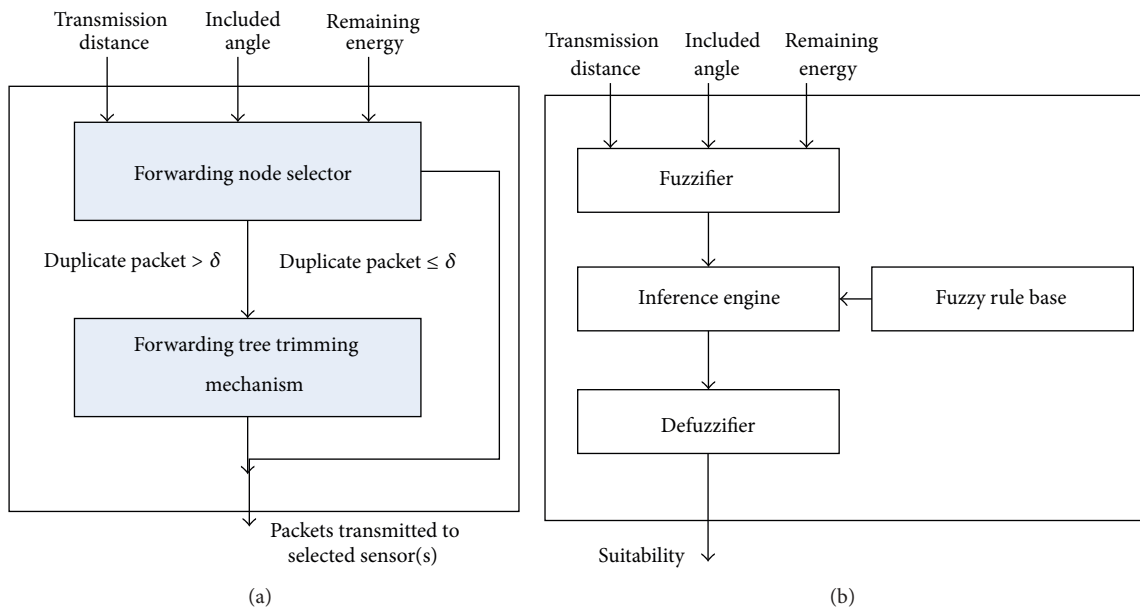 Transmission
distance
Included
angle
Remaining
energy
Forwarding node selector
Duplicate packet > δ
Duplicate packet ≤ δ
Forwarding tree trimming
mechanism
Packets transmitted to
selected sensor(s)
(a)
Transmission
distance
Included
angle
Remaining
energy
Fuzzifier
Inference engine
Fuzzy rule base
Defuzzifier
Suitability
(b)